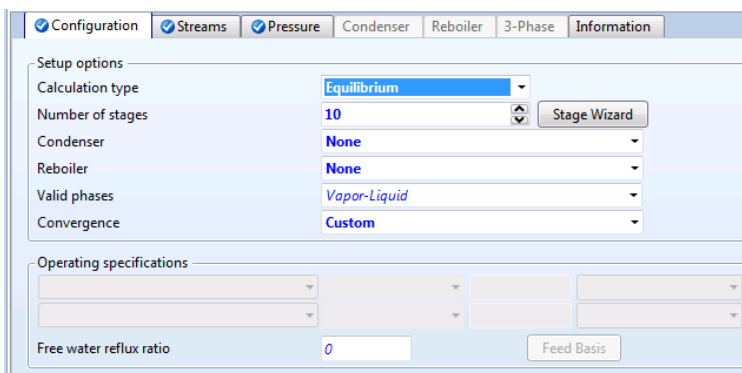 Configuration Streams Pressure Condenser Reboiler 3-Phase Information
Setup options
Calculation type Equilibrium
Number of stages 10 Stage Wizard
Condenser None
Reboiler None
Valid phases Vapor-Liquid
Convergence Custom
Operating specifications
Free water reflux ratio 0 Feed Basis